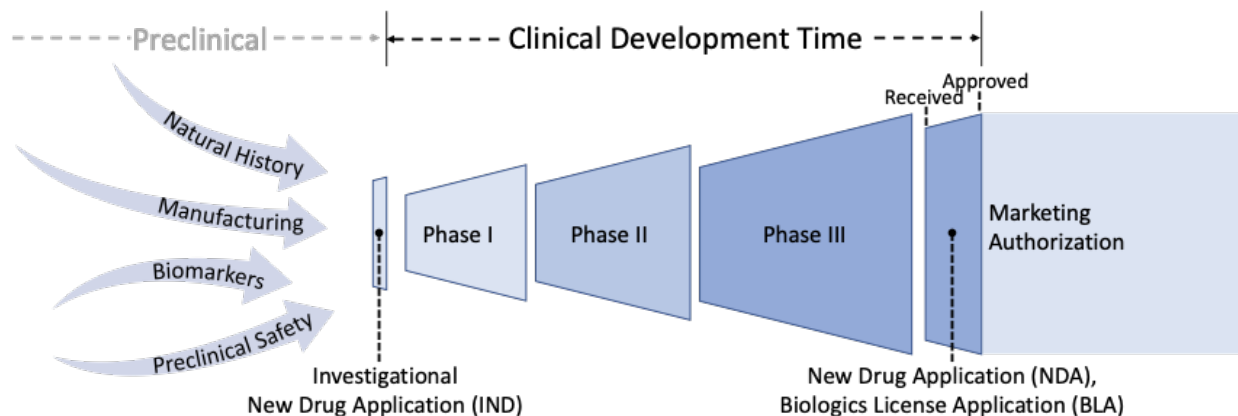 Preclinical
Clinical Development Time
Received
Approved
Natural History
Manufacturing
Biomarkers
Preclinical Safety
Phase I
Phase II
Phase III
Marketing
Authorization
Investigational
New Drug Application (IND)
New Drug Application (NDA),
Biologics License Application (BLA)